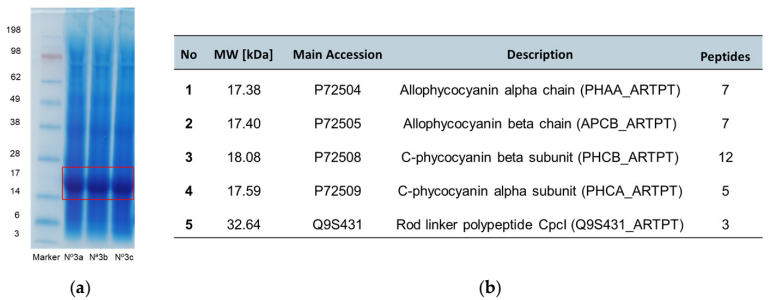 198
98
62
49
38
28
17
14
6
3
Marker Nº3a Nª3b Nº3c
(a)
No MW [kDa] Main Accession Description Peptides
1 17.38 P72504 Allophycocyanin alpha chain (PHAA_ARTPT) 7
2 17.40 P72505 Allophycocyanin beta chain (APCB_ARTPT) 7
3 18.08 P72508 C-phycocyanin beta subunit (PHCB_ARTPT) 12
4 17.59 P72509 C-phycocyanin alpha subunit (PHCA_ARTPT) 5
5 32.64 Q9S431 Rod linker polypeptide CpcI (Q9S431_ARTPT) 3
(b)